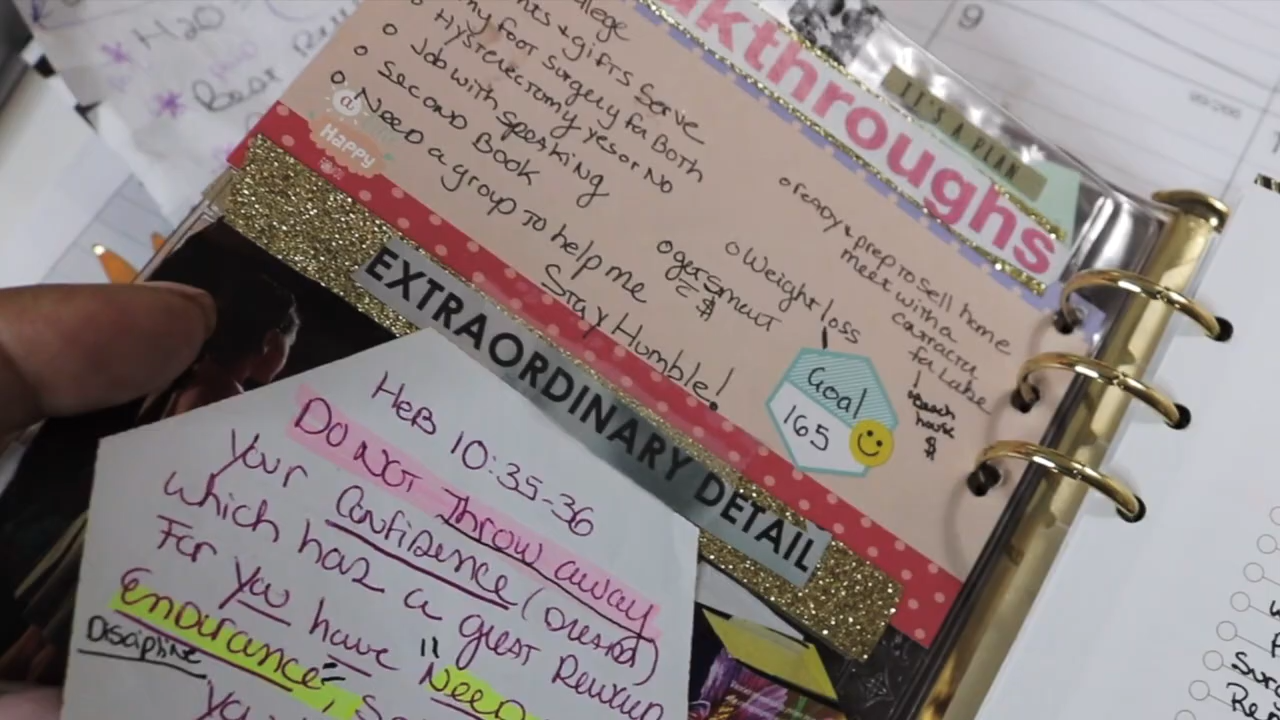 akthroughs
IT'S A PLAN
llege
nts + gifts serve
my foot surgery for Both
Hysterectomy yes or No
Job with speaking
Second Book
Need a group to help me
Stay Humble!
Happy
o get smart
$
o Weight loss
Goal
165
o ready & prep to sell home
meet with a
for Lake
Beach
house
$
EXTRAORDINARY DETAIL
HeB 10:35-36
Do Not Throw away
Your Confidence
which has a great Reward
For you have "Need
Endurance
Discipline
H2O
9